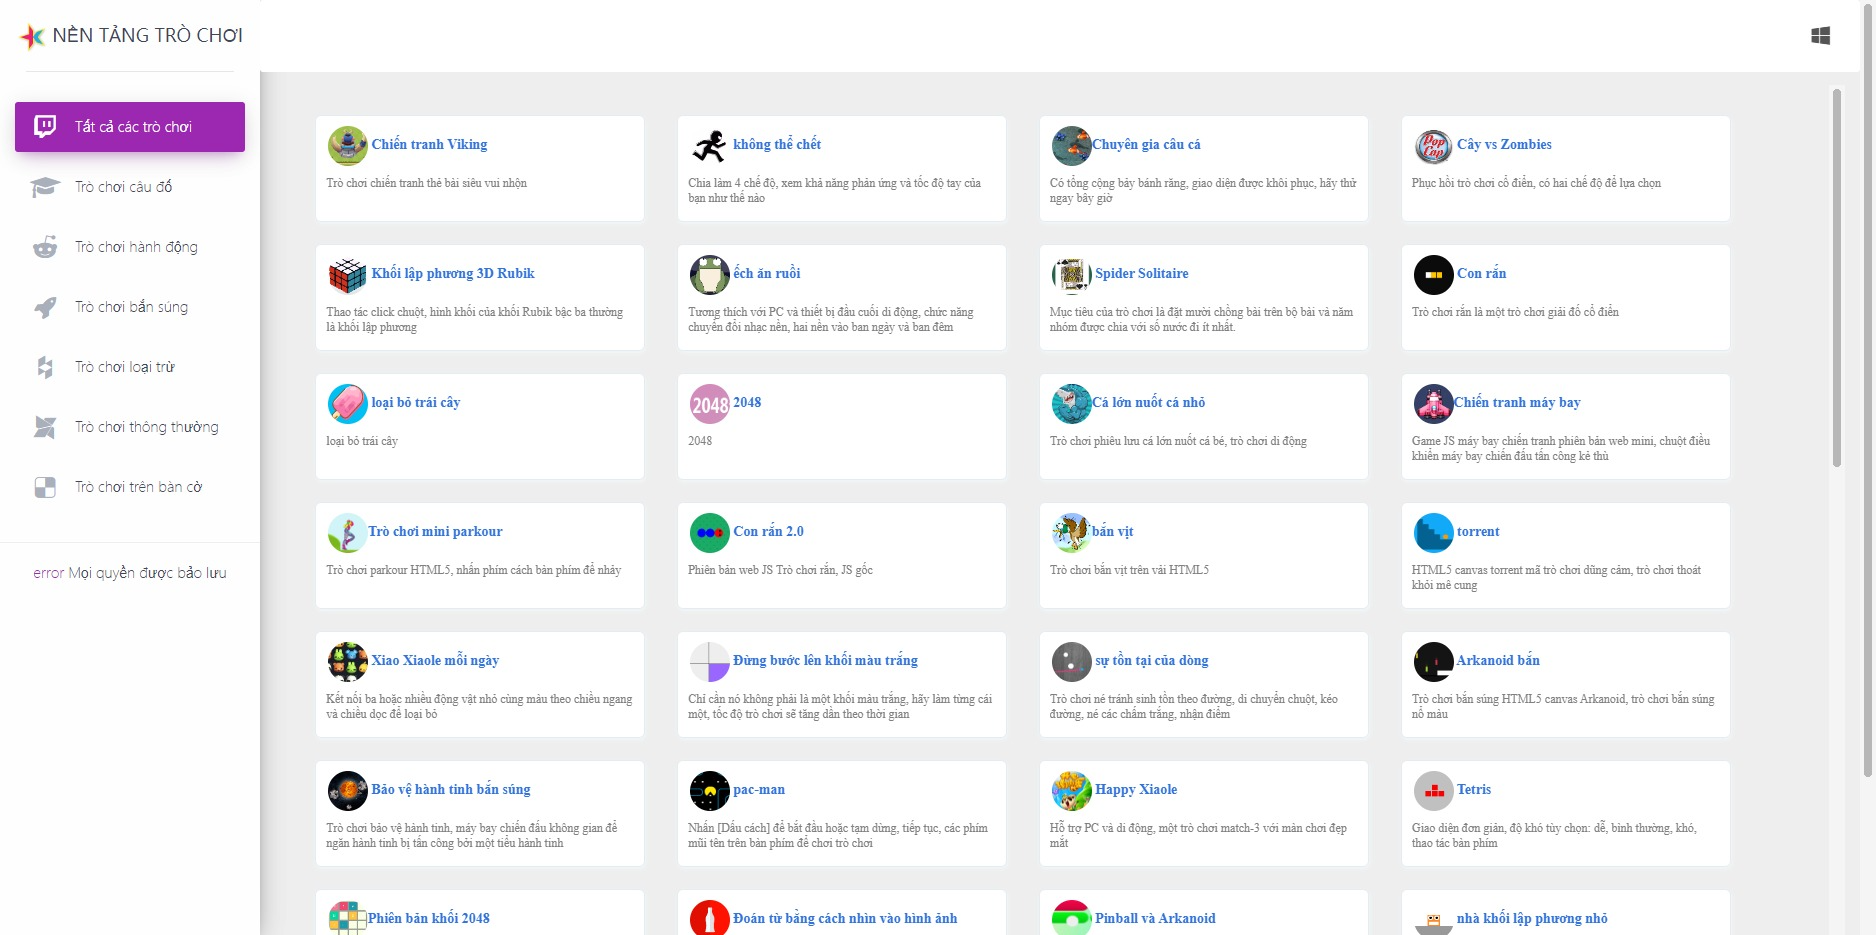 NỀN TẢNG TRÒ CHƠI
Tất cả các trò chơi
Trò chơi câu đố
Trò chơi hành động
Trò chơi bắn súng
Trò chơi loại trừ
Trò chơi thông thường
Trò chơi trên bàn cờ
error Mọi quyền được bảo lưu
Chiến tranh Viking
Trò chơi chiến tranh thẻ bài siêu vui nhộn
không thể chết
Chia làm 4 chế độ, xem khả năng phản ứng và tốc độ tay của
bạn như thế nào
Chuyên gia câu cá
Có tổng cộng bảy bánh răng, giao diện được khôi phục, hãy thử
ngay bây giờ
Cây vs Zombies
Phục hồi trò chơi cổ điển, có hai chế độ để lựa chọn
Khối lập phương 3D Rubik
Thao tác click chuột, hình khối của khối Rubik bậc ba thường
là khối lập phương
ếch ăn ruồi
Tương thích với PC và thiết bị đầu cuối di động, chức năng
chuyển đổi nhạc nền, hai nền vào ban ngày và ban đêm
Spider Solitaire
Mục tiêu của trò chơi là đặt mười chồng bài trên bộ bài và năm
nhóm được chia với số nước đi ít nhất.
Con rắn
Trò chơi rắn là một trò chơi giải đố cổ điển
loại bỏ trái cây
loại bỏ trái cây
2048
2048
2048
Cá lớn nuốt cá nhỏ
Trò chơi phiêu lưu cá lớn nuốt cá bé, trò chơi di động
Chiến tranh máy bay
Game JS máy bay chiến tranh phiên bản web mini, chuột điều
khiển máy bay chiến đấu tấn công kẻ thù
Trò chơi mini parkour
Trò chơi parkour HTML5, nhấn phím cách bàn phím để nhảy
Con rắn 2.0
Phiên bản web JS Trò chơi rắn, JS gốc
bắn vịt
Trò chơi bắn vịt trên vải HTML5
torrent
HTML5 canvas torrent mã trò chơi dũng cảm, trò chơi thoát
khỏi mê cung
Xiao Xiaole mỗi ngày
Kết nối ba hoặc nhiều động vật nhỏ cùng màu theo chiều ngang
và chiều dọc để loại bỏ
Đừng bước lên khối màu trắng
Chỉ cần nó không phải là một khối màu trắng, hãy làm từng cái
một, tốc độ trò chơi sẽ tăng dần theo thời gian
sự tồn tại của dòng
Trò chơi né tránh sinh tồn theo đường, di chuyển chuột, kéo
đường, né các chấm trắng, nhận điểm
Arkanoid bắn
Trò chơi bắn súng HTML5 canvas Arkanoid, trò chơi bắn súng
nổ màu
Bảo vệ hành tinh bắn súng
Trò chơi bảo vệ hành tinh, máy bay chiến đấu không gian để
ngăn hành tinh bị tấn công bởi một tiểu hành tinh
pac-man
Nhấn [Dấu cách] để bắt đầu hoặc tạm dừng, tiếp tục, các phím
mũi tên trên bàn phím để chơi trò chơi
Happy Xiaole
Hỗ trợ PC và di động, một trò chơi match-3 với màn chơi đẹp
mắt
Tetris
Giao diện đơn giản, độ khó tùy chọn: dễ, bình thường, khó,
thao tác bàn phím
Phiên bản khối 2048
Đoán từ bằng cách nhìn vào hình ảnh
Pinball và Arkanoid
nhà khối lập phương nhỏ